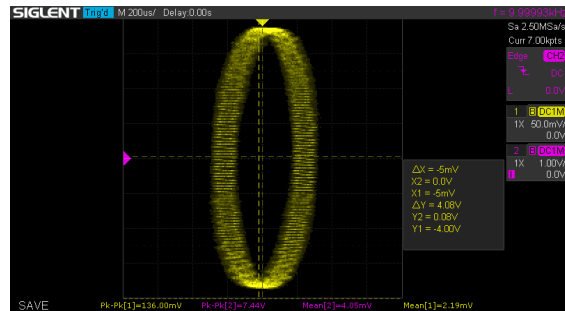 SIGLENT Trig'd M 200us/ Delay:0.00s f = 9.99993kHz
Sa 2.50MSa/s
Curr 7.00kpts
Edge CH2
DC
L 0.0V
1 B DC1M
1X 50.0mV/
0.0V
2 B DC1M
1X 1.00V/
0.0V
ΔX = -5mV
X2 = 0.0V
X1 = -5mV
ΔY = 4.08V
Y2 = 0.08V
Y1 = -4.00V
SAVE Pk-Pk[1]=136.00mV Pk-Pk[2]=7.44V Mean[2]=4.05mV Mean[1]=2.19mV